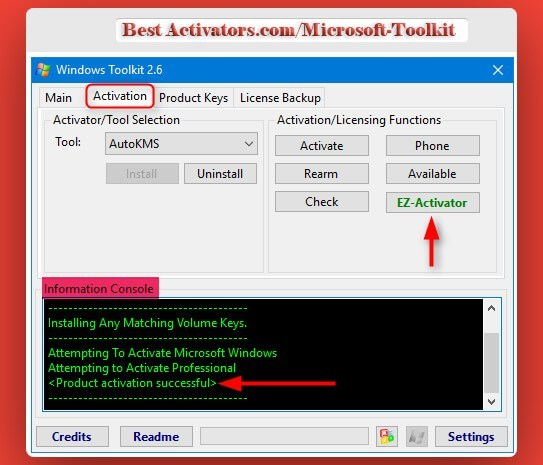 Best Activators.com/Microsoft-Toolkit
Windows Toolkit 2.6
Main Activation Product Keys License Backup
Activator/Tool Selection
Tool: AutoKMS
Install Uninstall
Activation/Licensing Functions
Activate Phone
Rearm Available
Check EZ-Activator
Information Console
----------------------------------------
Installing Any Matching Volume Keys.
----------------------------------------
Attempting To Activate Microsoft Windows
Attempting to Activate Professional
<Product activation successful>
----------------------------------------
Credits Readme Settings